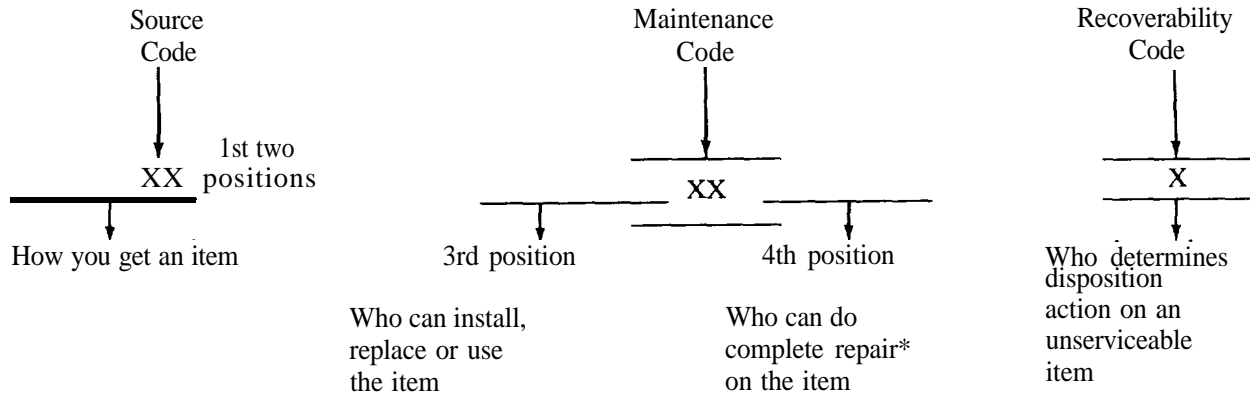 Source
Code
XX
1st two
positions
How you get an item
Maintenance
Code
XX
3rd position
Who can install,
replace or use
the item
4th position
Who can do
complete repair*
on the item
Recoverability
Code
X
Who determines
disposition
action on an
unserviceable
item